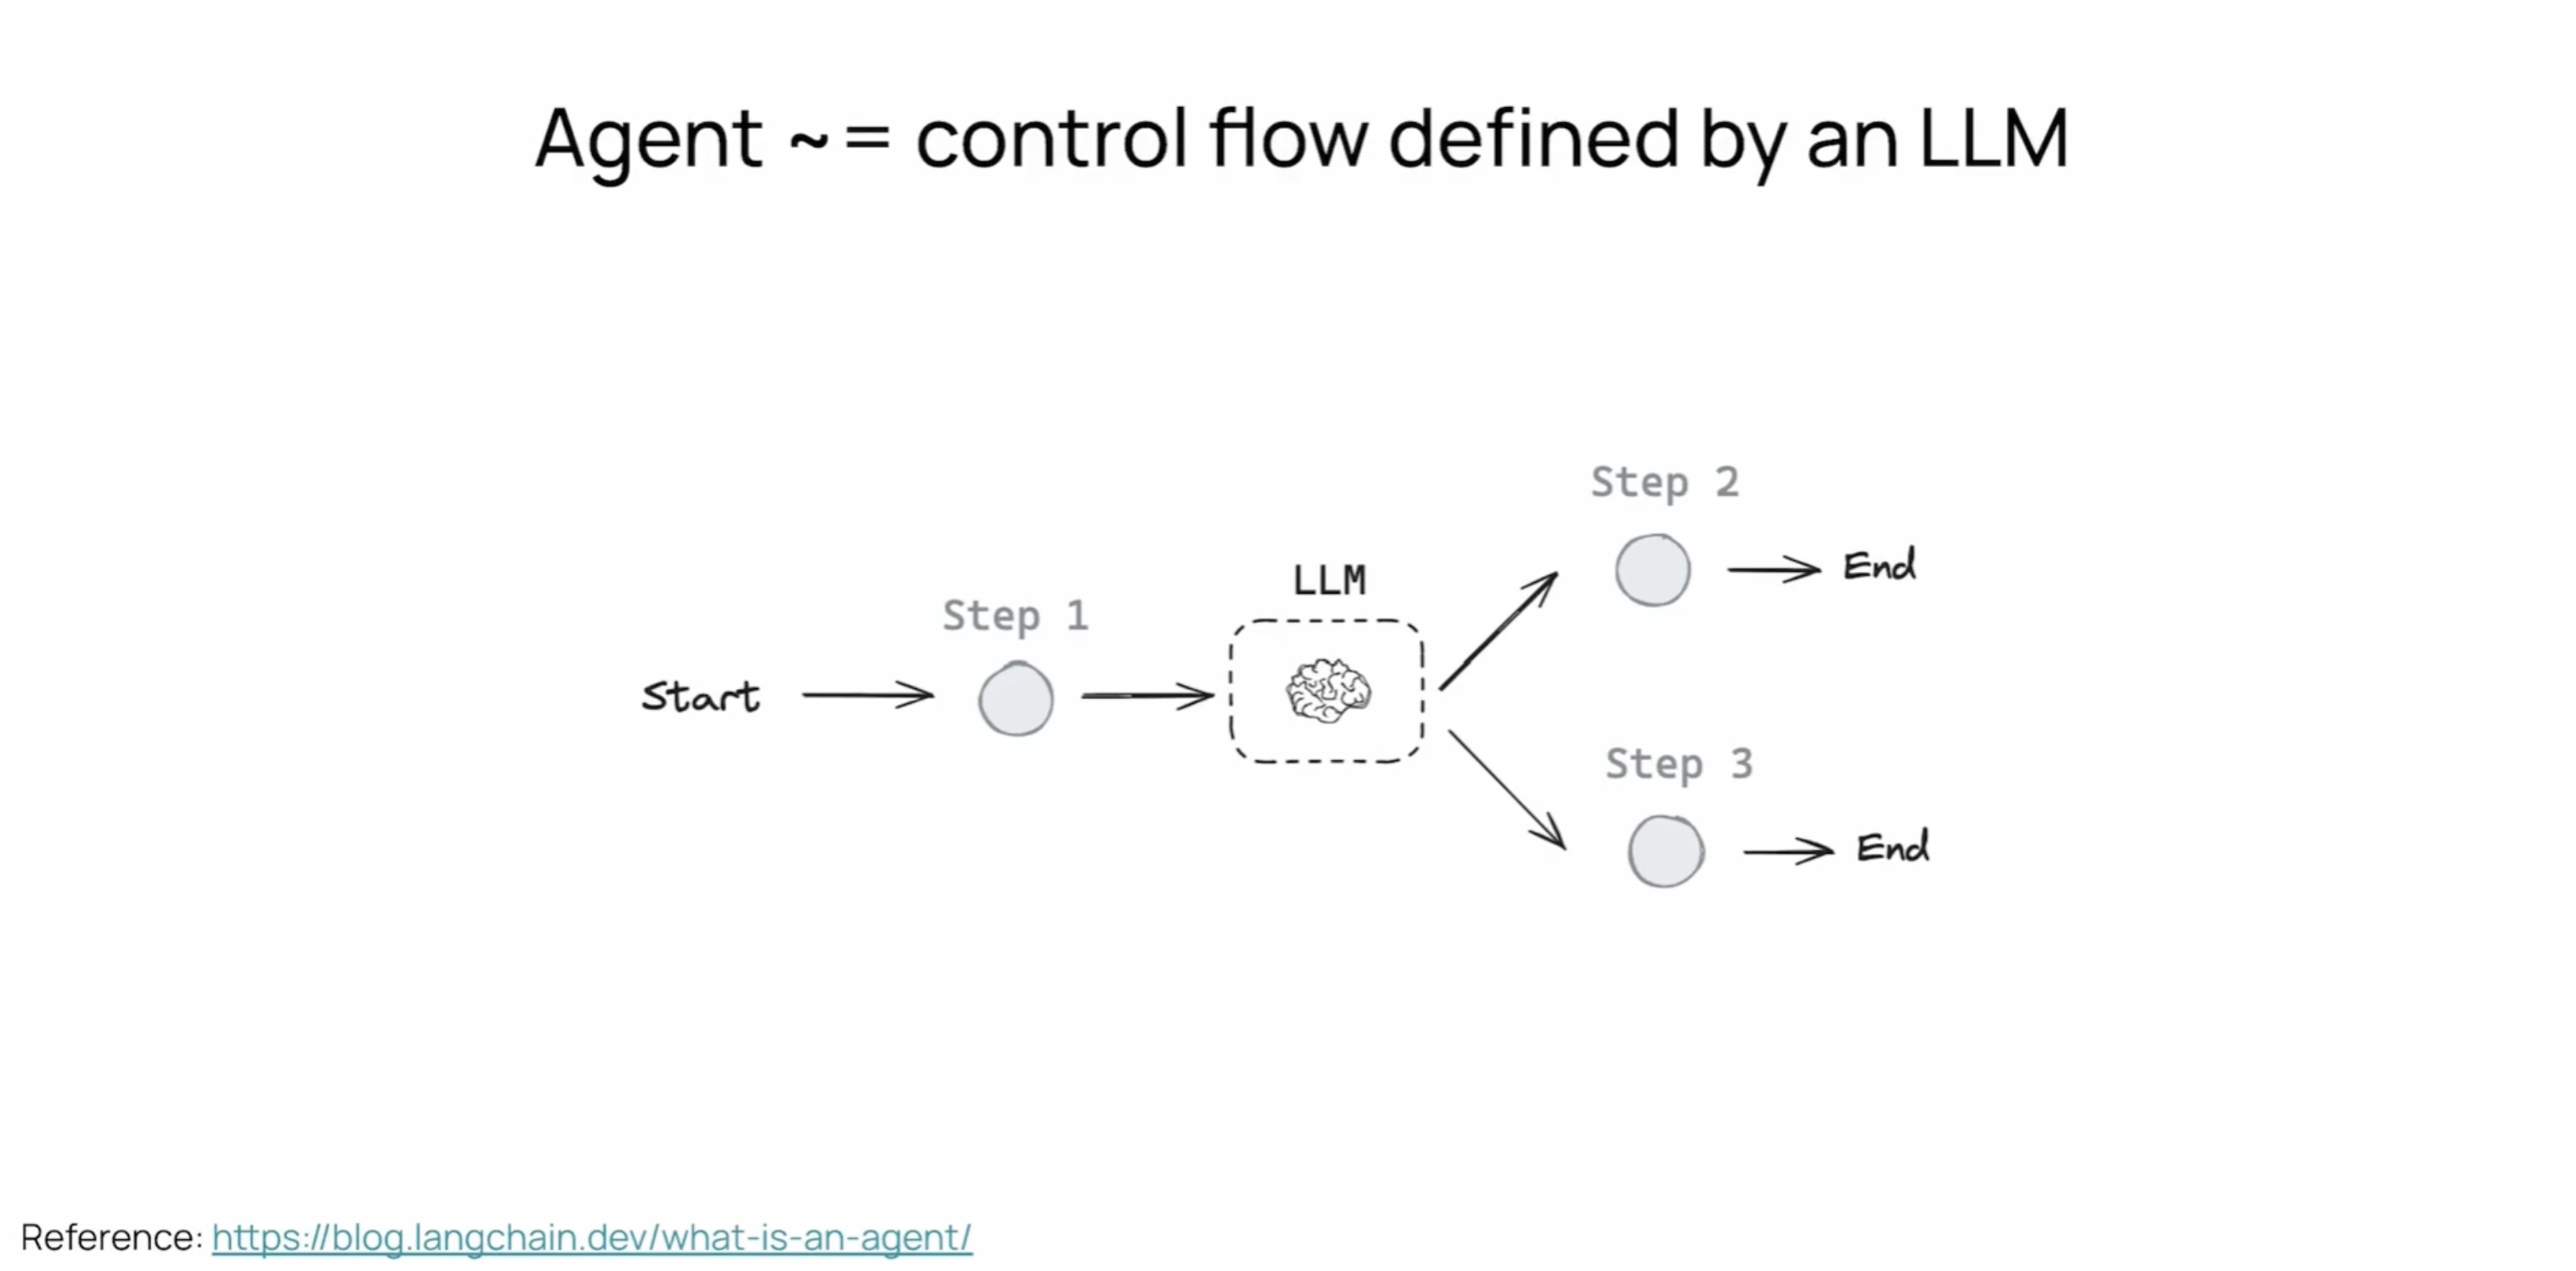 Agent ~= control flow defined by an LLM
Step 2
End
LLM
Step 1
Start
Step 3
End
Reference: https://blog.langchain.dev/what-is-an-agent/